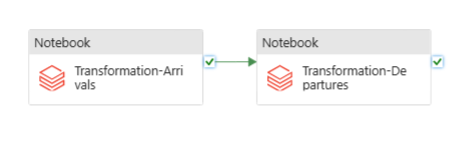 Notebook
Transformation-Arri
vals
Notebook
Transformation-De
partures